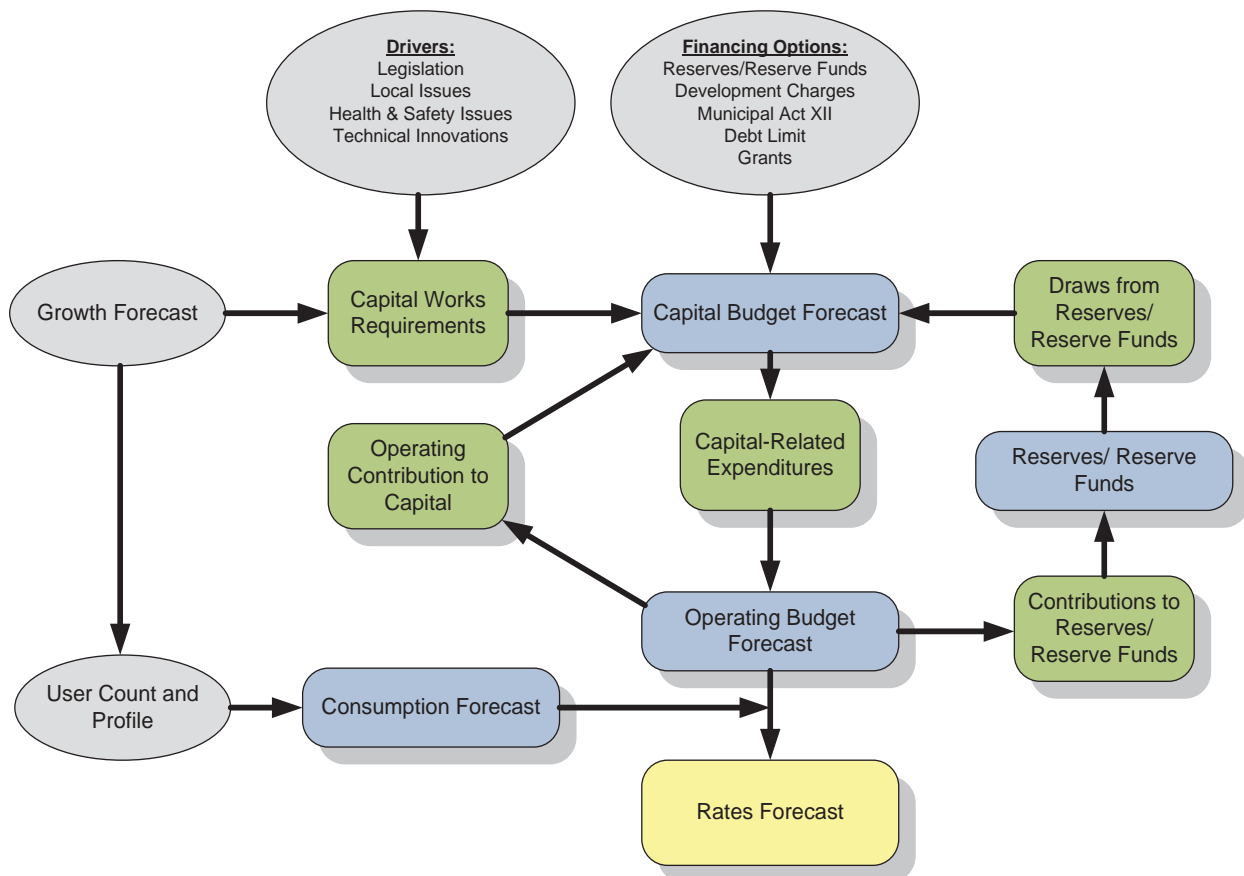 Drivers:
Legislation
Local Issues
Health & Safety Issues
Technical Innovations
Financing Options:
Reserves/Reserve Funds
Development Charges
Municipal Act XII
Debt Limit
Grants
Growth Forecast
Capital Works
Requirements
Capital Budget Forecast
Draws from
Reserves/
Reserve Funds
Operating
Contribution to
Capital
Capital-Related
Expenditures
Reserves/ Reserve
Funds
Operating Budget
Forecast
Contributions to
Reserves/
Reserve Funds
User Count and
Profile
Consumption Forecast
Rates Forecast